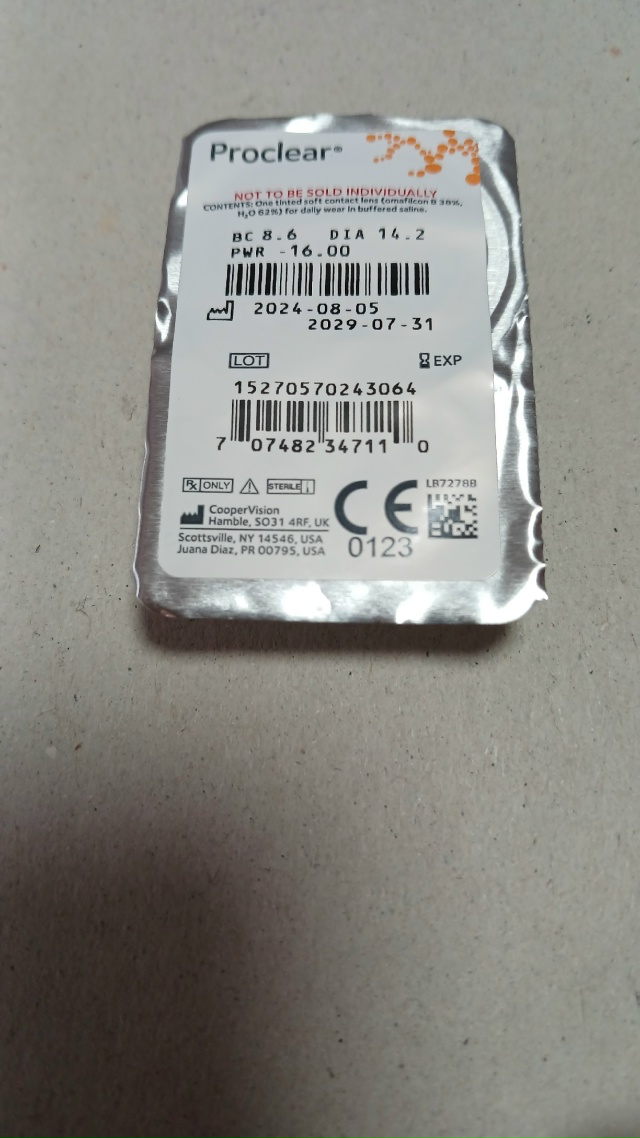 Proclear®
NOT TO BE SOLD INDIVIDUALLY
CONTENTS: One tinted soft contact lens (omafilcon B 38%,
H₂O 62%) for daily wear in buffered saline.
BC 8.6 DIA 14.2
PWR -16.00
2024-08-05
2029-07-31
LOT EXP
15270570243064
7 07482 34711 0
Rx ONLY STERILE
LB7278B
CooperVision
Hamble, SO31 4RF, UK
Scottsville, NY 14546, USA
Juana Diaz, PR 00795, USA
CE
0123